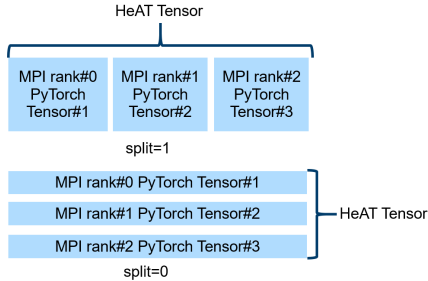 HeAT Tensor
MPI rank#0 PyTorch Tensor#1
MPI rank#1 PyTorch Tensor#2
MPI rank#2 PyTorch Tensor#3
split=1
MPI rank#0 PyTorch Tensor#1
MPI rank#1 PyTorch Tensor#2
HeAT Tensor
MPI rank#2 PyTorch Tensor#3
split=0